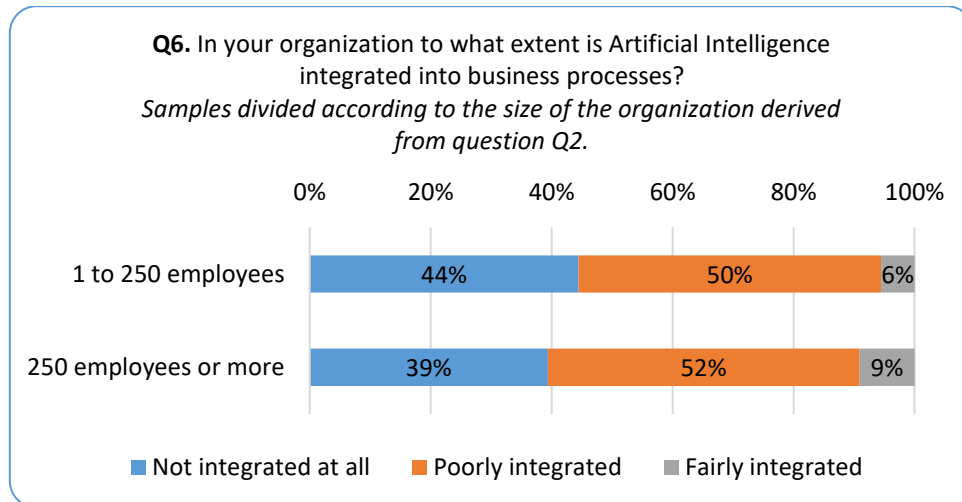 Q6. In your organization to what extent is Artificial Intelligence
integrated into business processes?
Samples divided according to the size of the organization derived
from question Q2.
0% 20% 40% 60% 80% 100%
1 to 250 employees 44% 50% 6%
250 employees or more 39% 52% 9%
Not integrated at all Poorly integrated Fairly integrated